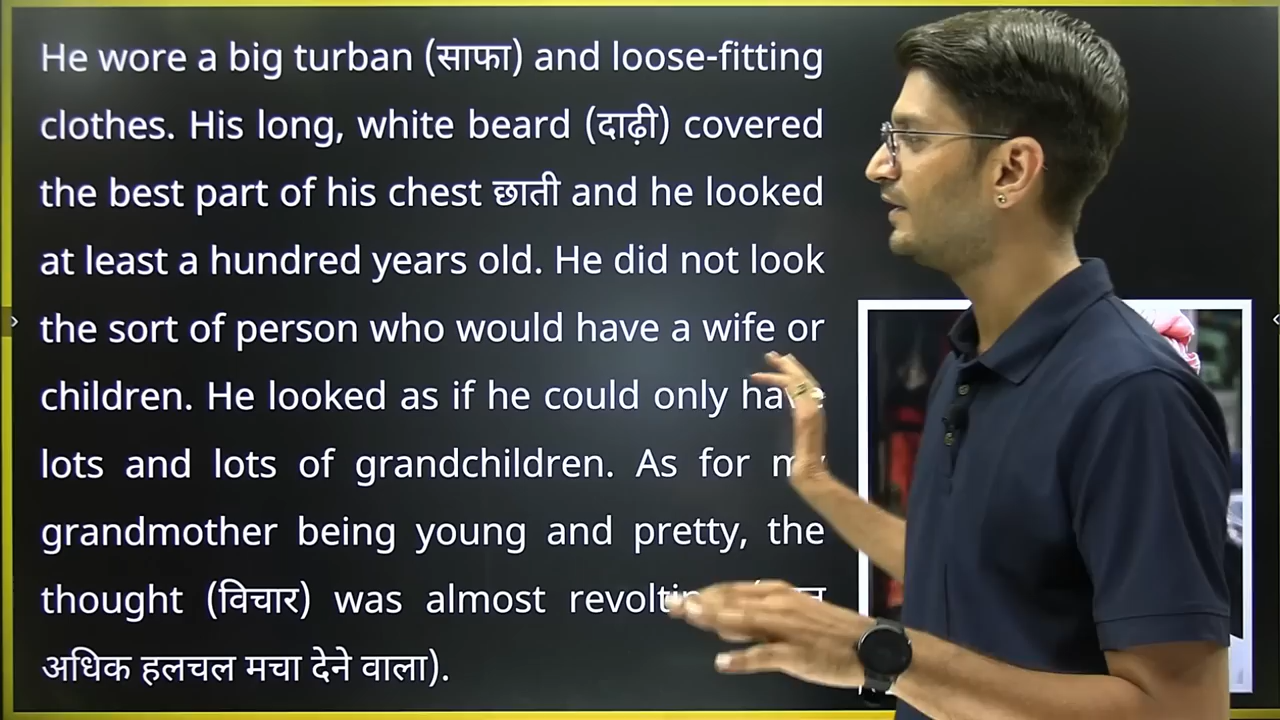 He wore a big turban (साफा) and loose-fitting
clothes. His long, white beard (दाढ़ी) covered
the best part of his chest छाती and he looked
at least a hundred years old. He did not look
the sort of person who would have a wife or
children. He looked as if he could only have
lots and lots of grandchildren. As for my
grandmother being young and pretty, the
thought (विचार) was almost revolting
अधिक हलचल मचा देने वाला).